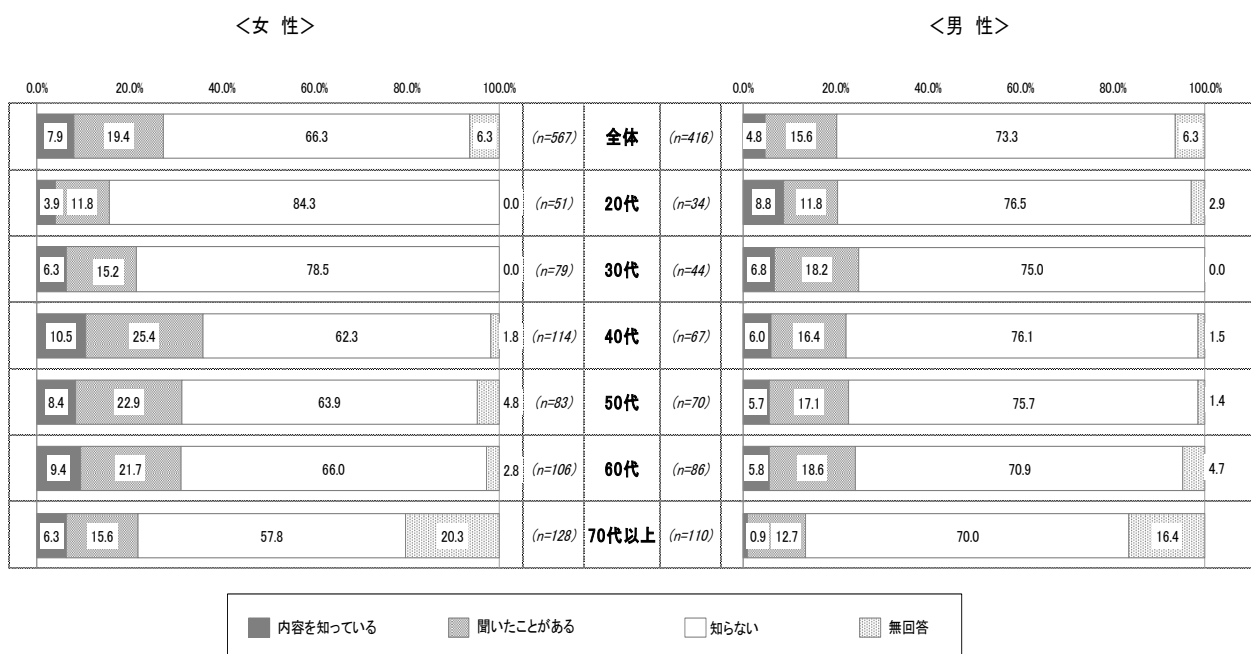 ＜女 性＞ ＜男 性＞
0.0% 20.0% 40.0% 60.0% 80.0% 100.0% 0.0% 20.0% 40.0% 60.0% 80.0% 100.0%
7.9 19.4 66.3 6.3 (n=567) 全体 (n=416) 4.8 15.6 73.3 6.3
3.9 11.8 84.3 0.0 (n=51) 20代 (n=34) 8.8 11.8 76.5 2.9
6.3 15.2 78.5 0.0 (n=79) 30代 (n=44) 6.8 18.2 75.0 0.0
10.5 25.4 62.3 1.8 (n=114) 40代 (n=67) 6.0 16.4 76.1 1.5
8.4 22.9 63.9 4.8 (n=83) 50代 (n=70) 5.7 17.1 75.7 1.4
9.4 21.7 66.0 2.8 (n=106) 60代 (n=86) 5.8 18.6 70.9 4.7
6.3 15.6 57.8 20.3 (n=128) 70代以上 (n=110) 0.9 12.7 70.0 16.4
内容を知っている 聞いたことがある 知らない 無回答